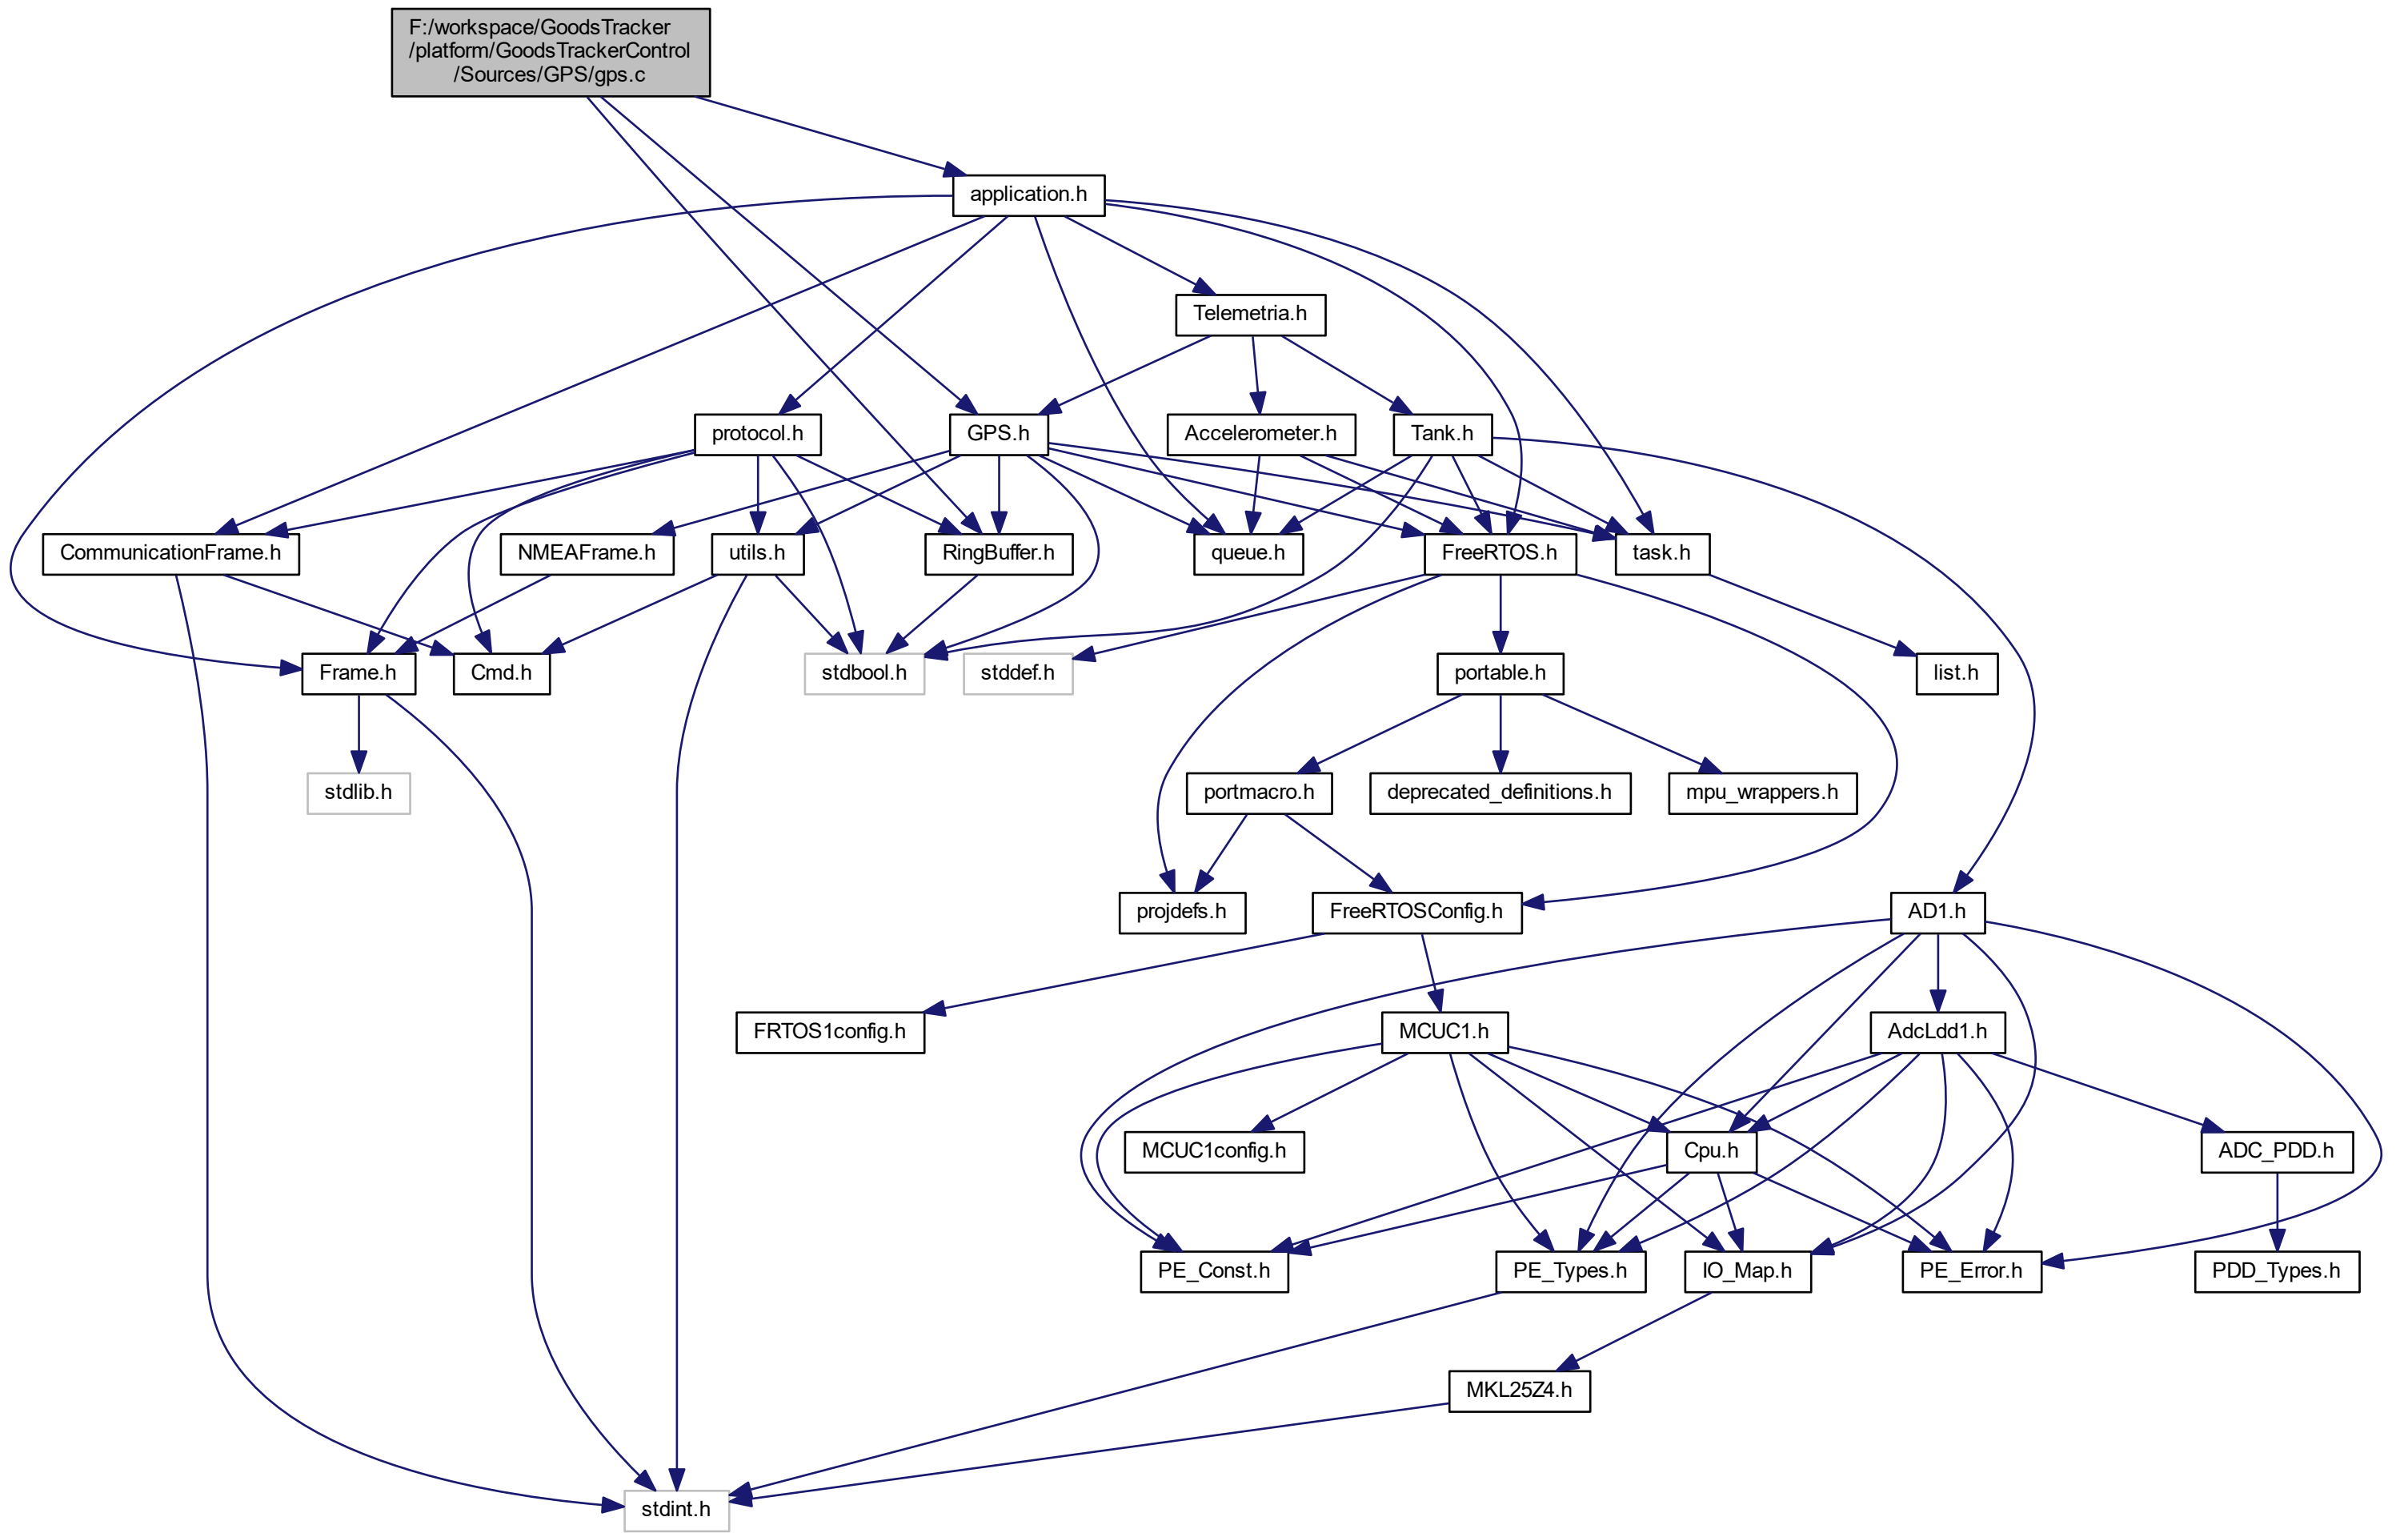 F:/workspace/GoodsTracker
/platform/GoodsTrackerControl
/Sources/GPS/gps.c
application.h
Telemetria.h
protocol.h
GPS.h
Accelerometer.h
Tank.h
CommunicationFrame.h
NMEAFrame.h
utils.h
RingBuffer.h
queue.h
FreeRTOS.h
task.h
Frame.h
Cmd.h
stdbool.h
stddef.h
portable.h
list.h
stdlib.h
portmacro.h
deprecated_definitions.h
mpu_wrappers.h
projdefs.h
FreeRTOSConfig.h
AD1.h
FRTOS1config.h
MCUC1.h
AdcLdd1.h
MCUC1config.h
Cpu.h
ADC_PDD.h
PE_Const.h
PE_Types.h
IO_Map.h
PE_Error.h
PDD_Types.h
MKL25Z4.h
stdint.h